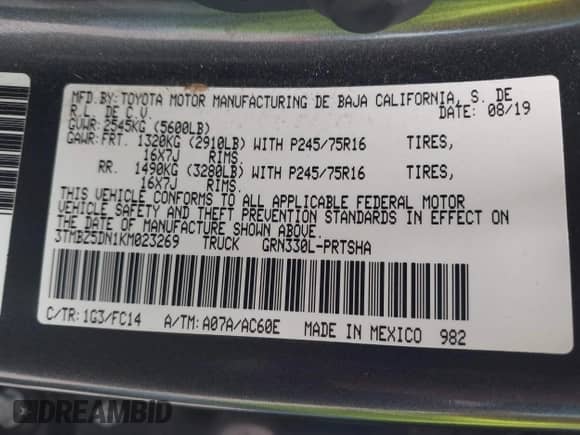 MFD.BY:TOYOTA MOTOR MANUFACTURING DE BAJA CALIFORNIA, S. DE
R.L. DE C.V. DATE: 08/19
GVWR:2545KG (5600LB)
GAWR:FRT. 1320KG (2910LB) WITH P245/75R16 TIRES,
16X7J RIMS.
RR. 1490KG (3280LB) WITH P245/75R16 TIRES,
16X7J RIMS.
THIS VEHICLE CONFORMS TO ALL APPLICABLE FEDERAL MOTOR
VEHICLE SAFETY AND THEFT PREVENTION STANDARDS IN EFFECT ON
THE DATE OF MANUFACTURE SHOWN ABOVE.
3TMBZ5DN1KM023269 TRUCK GRN330L-PRTSHA
C/TR:1G3/FC14 A/TM:A07A/AC60E MADE IN MEXICO 982
DREAMBID